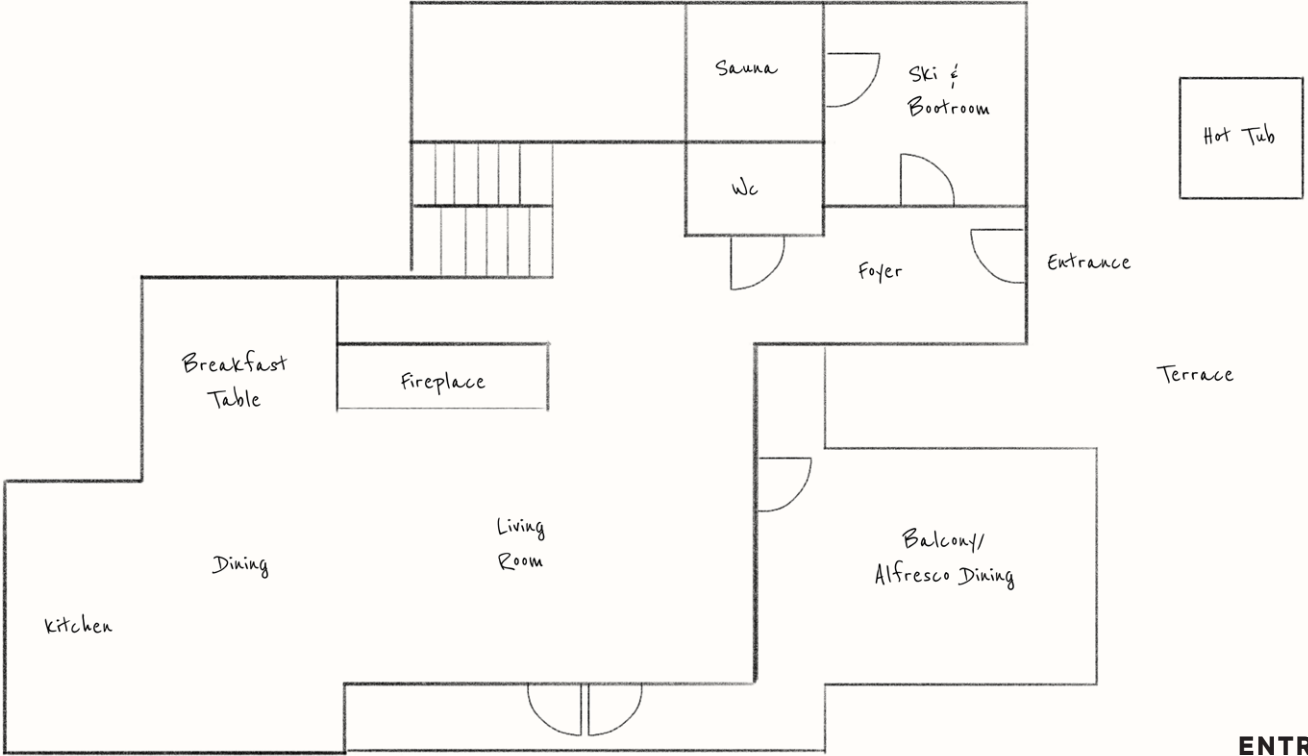 Sauna
Ski &
Bootroom
Hot Tub
Wc
Foyer
Entrance
Breakfast
Table
Fireplace
Terrace
Living
Room
Dining
Balcony/
Alfresco Dining
Kitchen
ENTR